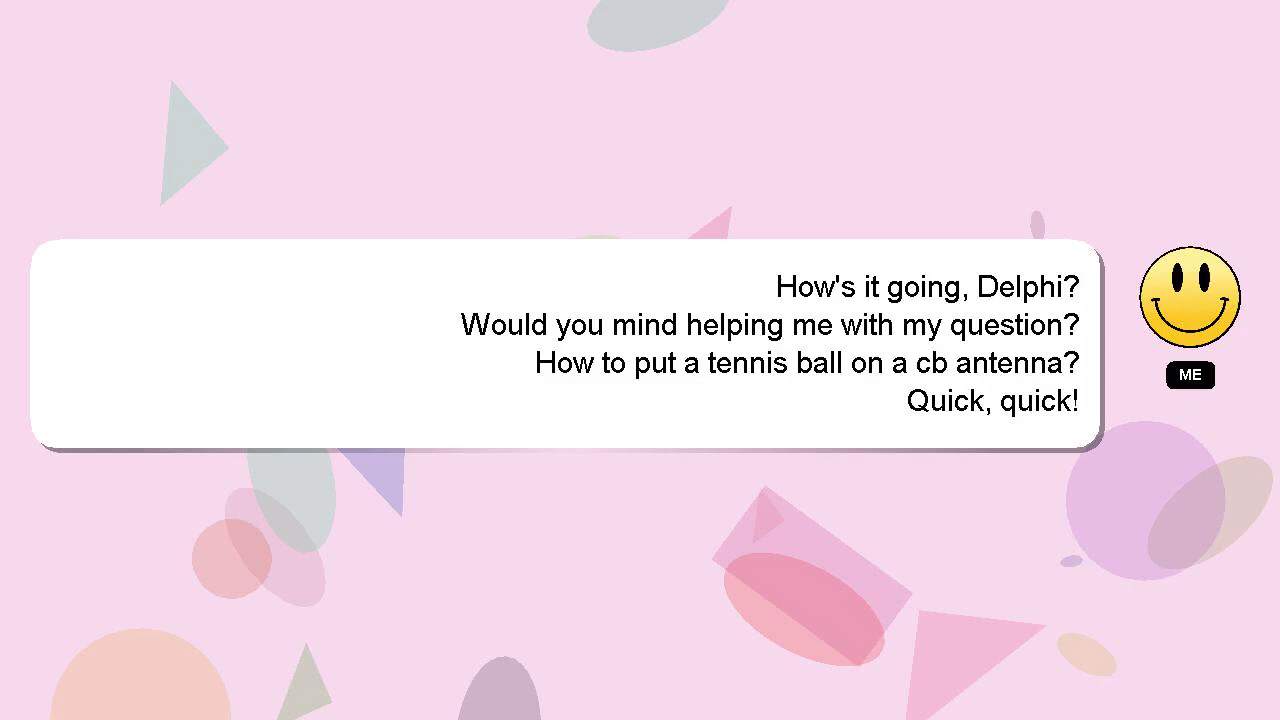 How's it going, Delphi?
Would you mind helping me with my question?
How to put a tennis ball on a cb antenna?
Quick, quick!
ME